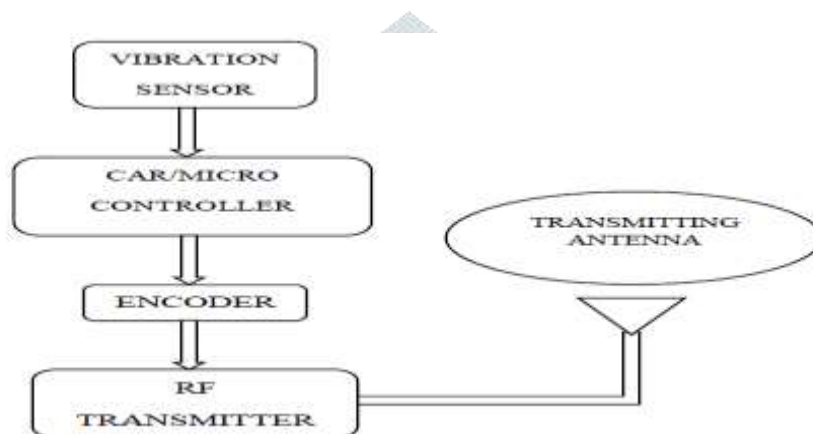 VIBRATION
SENSOR
CAR/MICRO
CONTROLLER
TRANSMITTING
ANTENNA
ENCODER
RF
TRANSMITTER